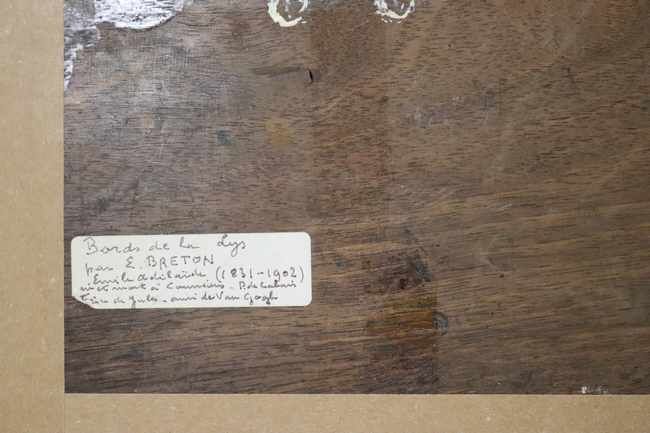 Bords de la Lys
par E. BRETON
Emile Adélaïde (1831-1902)
né et mort à Courrières - P. de Calais
frère de Jules - ami de Van Gogh